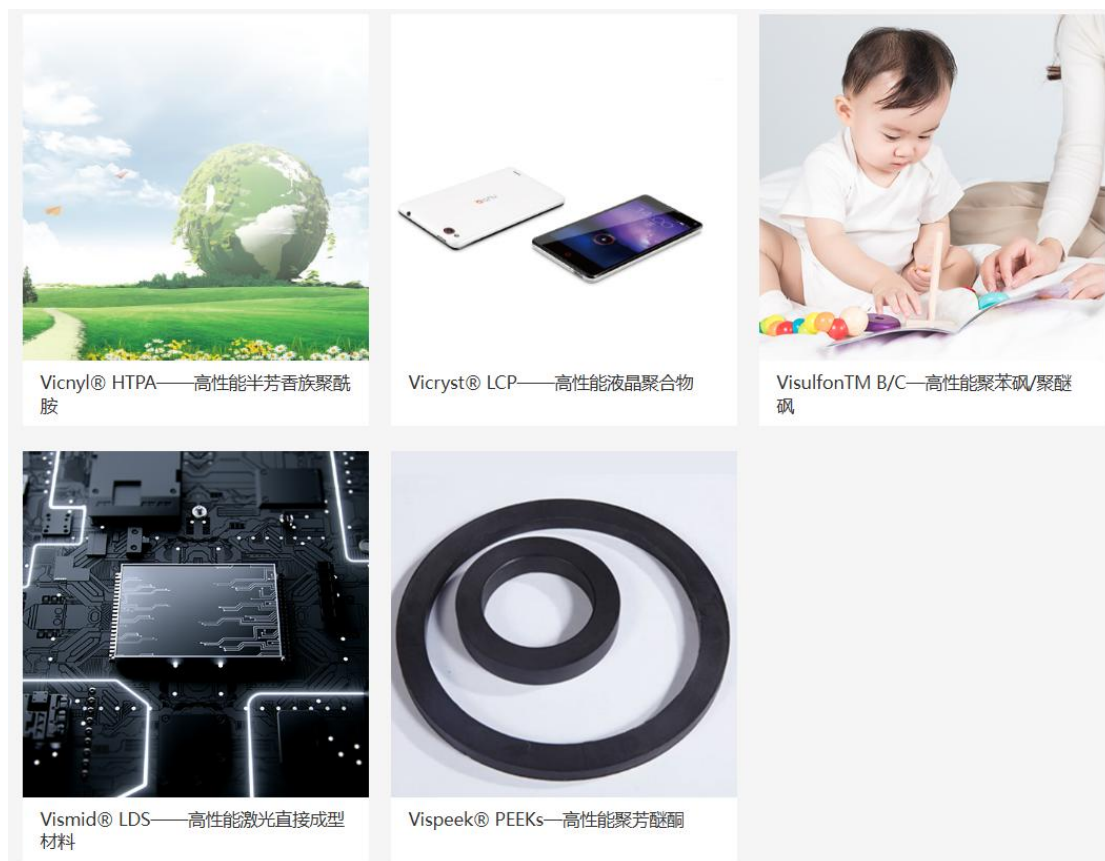 Vicnyl® HTPA——高性能半芳香族聚酰
胺
Vicryst® LCP——高性能液晶聚合物
VisulfonTM B/C—高性能聚苯砜/聚醚
砜
Vismid® LDS——高性能激光直接成型
材料
Vispeek® PEEKs—高性能聚芳醚酮